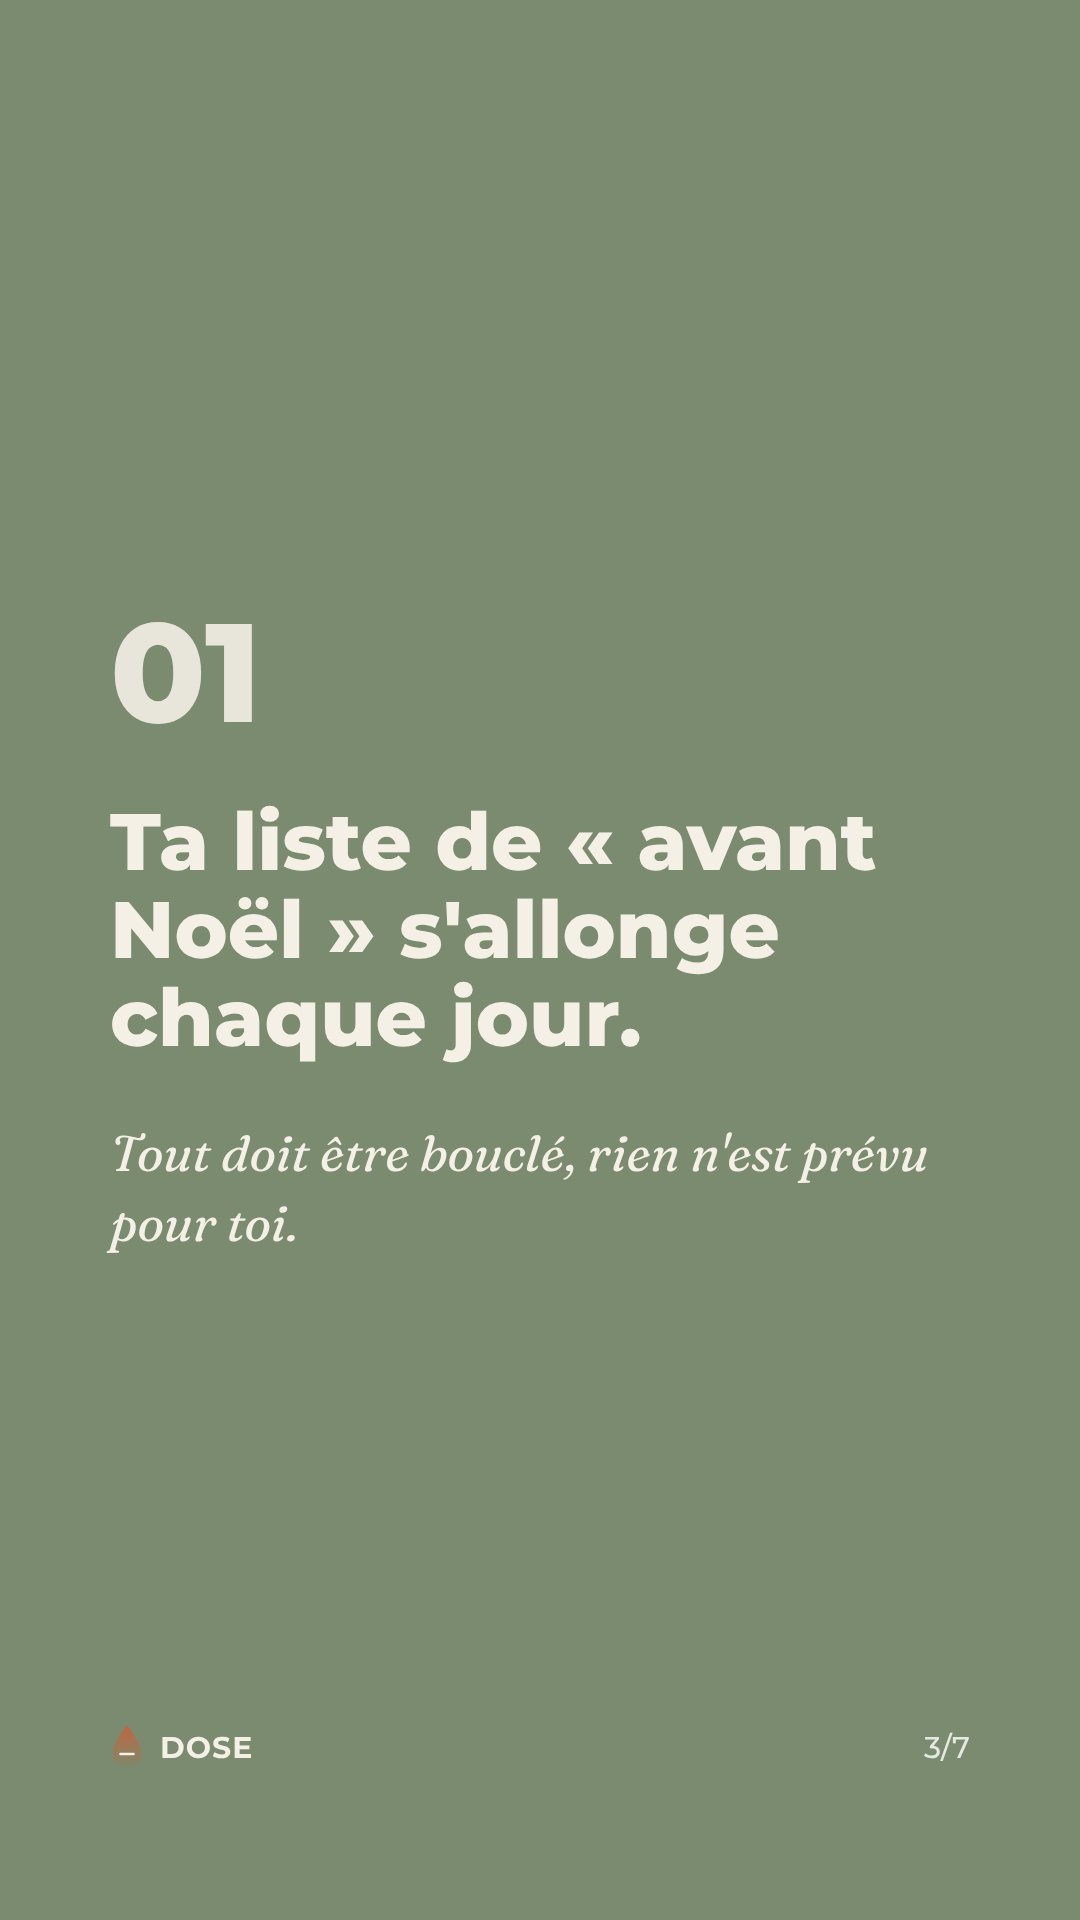 01
Ta liste de « avant
Noël » s'allonge
chaque jour.
Tout doit être bouclé, rien n'est prévu
pour toi.
DOSE
3/7